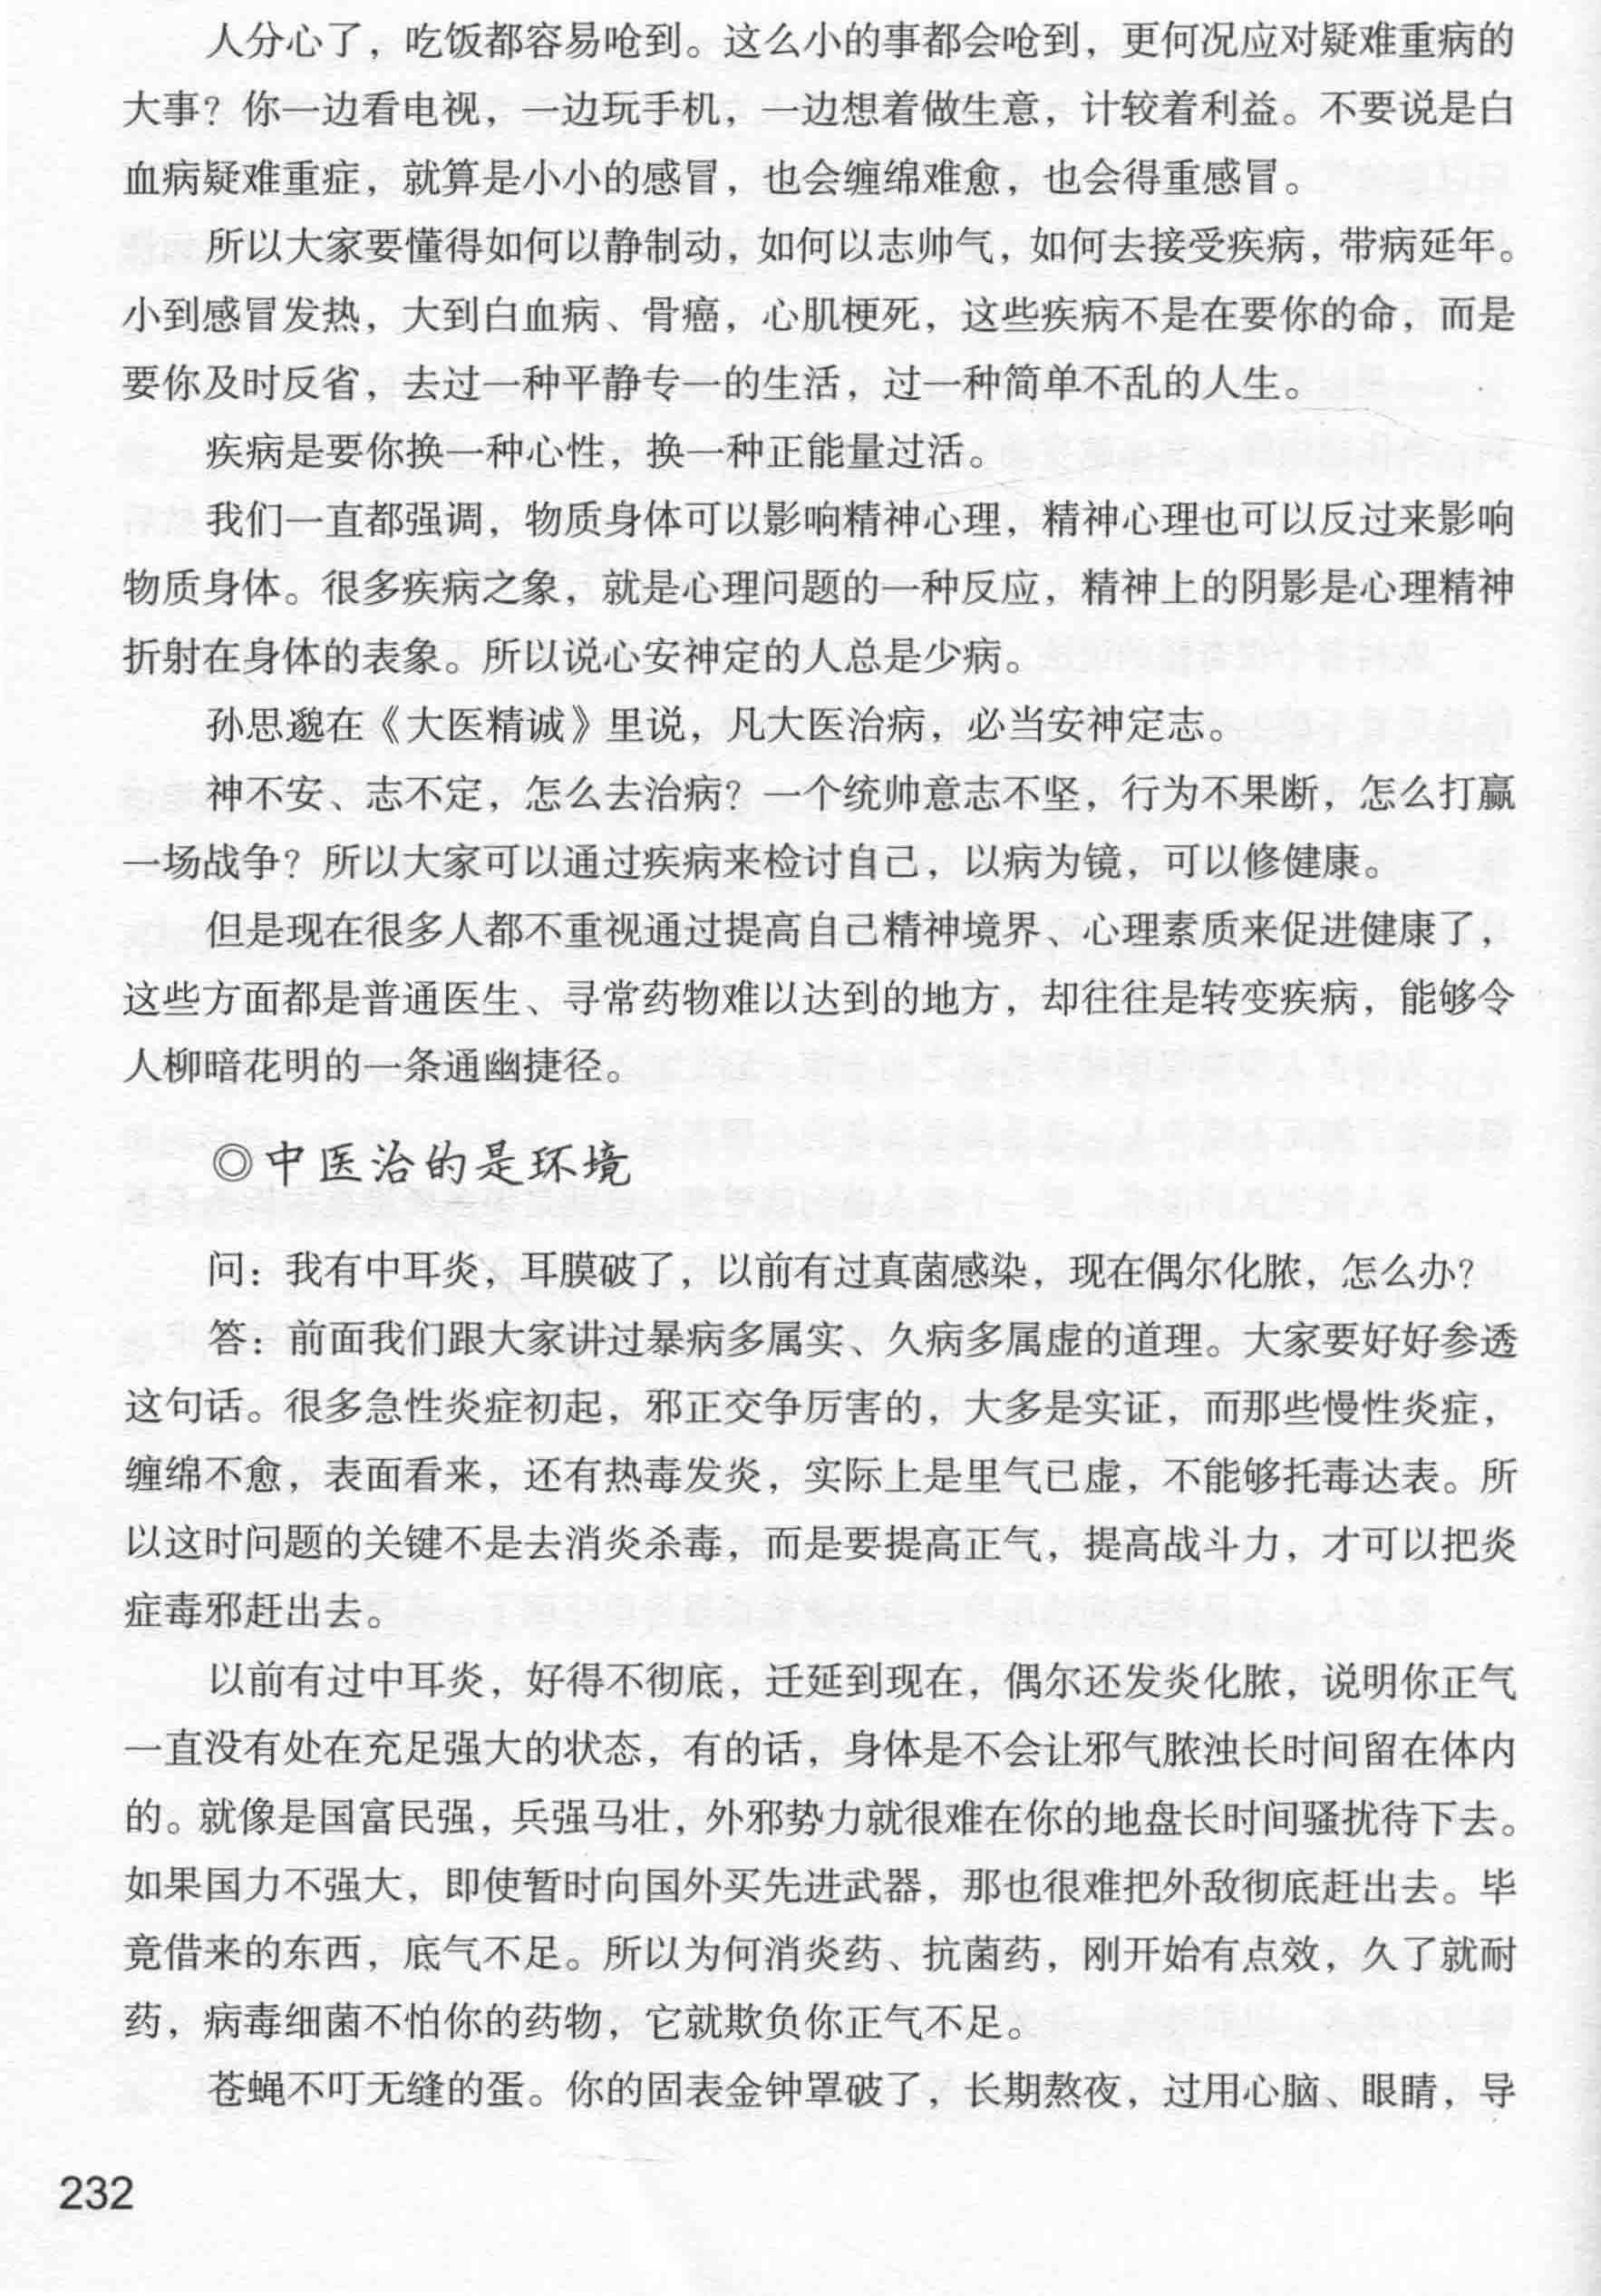 人分心了，吃饭都容易呛到。这么小的事都会呛到，更何况应对疑难重病的
大事？你一边看电视，一边玩手机，一边想着做生意，计较着利益。不要说是白
血病疑难重症，就算是小小的感冒，也会缠绵难愈，也会得重感冒。
所以大家要懂得如何以静制动，如何以志帅气，如何去接受疾病，带病延年。
小到感冒发热，大到白血病、骨癌，心肌梗死，这些疾病不是在要你的命，而是
要你及时反省，去过一种平静专一的生活，过一种简单不乱的人生。
疾病是要你换一种心性，换一种正能量过活。
我们一直都强调，物质身体可以影响精神心理，精神心理也可以反过来影响
物质身体。很多疾病之象，就是心理问题的一种反应，精神上的阴影是心理精神
折射在身体的表象。所以说心安神定的人总是少病。
孙思邈在《大医精诚》里说，凡大医治病，必当安神定志。
神不安、志不定，怎么去治病？一个统帅意志不坚，行为不果断，怎么打赢
一场战争？所以大家可以通过疾病来检讨自己，以病为镜，可以修健康。
但是现在很多人都不重视通过提高自己精神境界、心理素质来促进健康了，
这些方面都是普通医生、寻常药物难以达到的地方，却往往是转变疾病，能够令
人柳暗花明的一条通幽捷径。
◎中医治的是环境
问：我有中耳炎，耳膜破了，以前有过真菌感染，现在偶尔化脓，怎么办？
答：前面我们跟大家讲过暴病多属实、久病多属虚的道理。大家要好好参透
这句话。很多急性炎症初起，邪正交争厉害的，大多是实证，而那些慢性炎症，
缠绵不愈，表面看来，还有热毒发炎，实际上是里气已虚，不能够托毒达表。所
以这时问题的关键不是去消炎杀毒，而是要提高正气，提高战斗力，才可以把炎
症毒邪赶出去。
以前有过中耳炎，好得不彻底，迁延到现在，偶尔还发炎化脓，说明你正气
一直没有处在充足强大的状态，有的话，身体是不会让邪气脓浊长时间留在体内
的。就像是国富民强，兵强马壮，外邪势力就很难在你的地盘长时间骚扰待下去。
如果国力不强大，即使暂时向国外买先进武器，那也很难把外敌彻底赶出去。毕
竟借来的东西，底气不足。所以为何消炎药、抗菌药，刚开始有点效，久了就耐
药，病毒细菌不怕你的药物，它就欺负你正气不足。
苍蝇不叮无缝的蛋。你的固表金钟罩破了，长期熬夜，过用心脑、眼睛，导
232